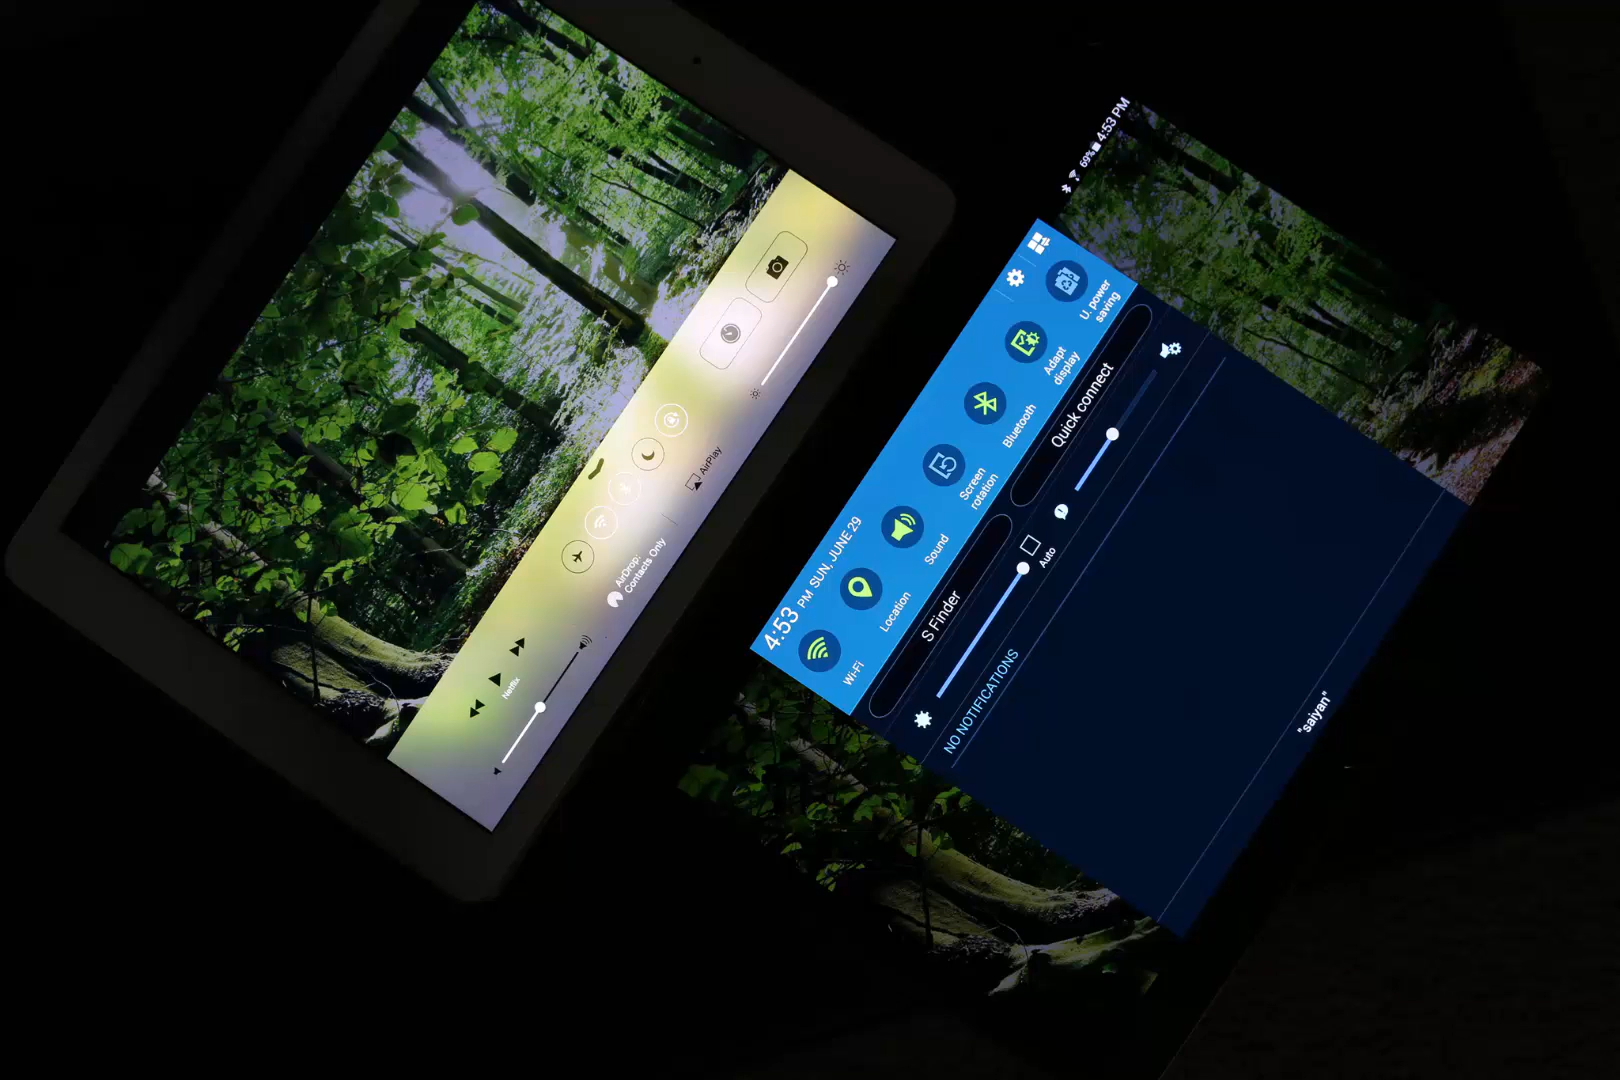 Netflix
AirDrop:
Contacts Only
AirPlay
69% 4:53 PM
4:53 PM SUN, JUNE 29
Wi-Fi
Location
Sound
Screen
rotation
Bluetooth
Adapt
display
U. power
saving
S Finder
Quick connect
Auto
NO NOTIFICATIONS
"saiyan"